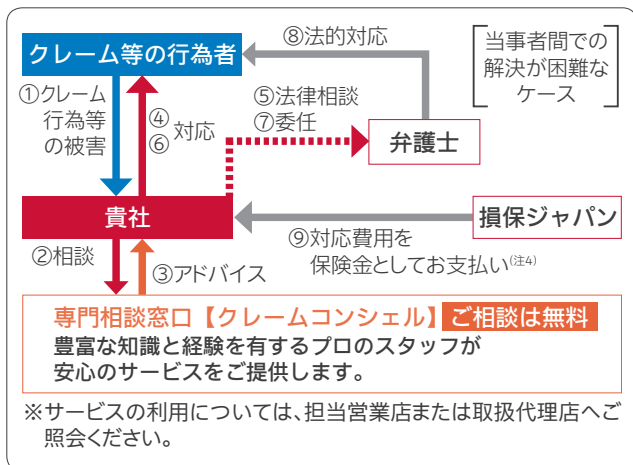 ⑧法的対応
当事者間での
解決が困難な
ケース
クレーム等の行為者
①クレーム
行為等
の被害
④
⑥
対応
⑤法律相談
⑦委任
弁護士
貴社
損保ジャパン
②相談
③アドバイス
⑨対応費用を
保険金としてお支払い(注4)
専門相談窓口【クレームコンシェル】 ご相談は無料
豊富な知識と経験を有するプロのスタッフが
安心のサービスをご提供します。
※サービスの利用については、担当営業店または取扱代理店へご
照会ください。